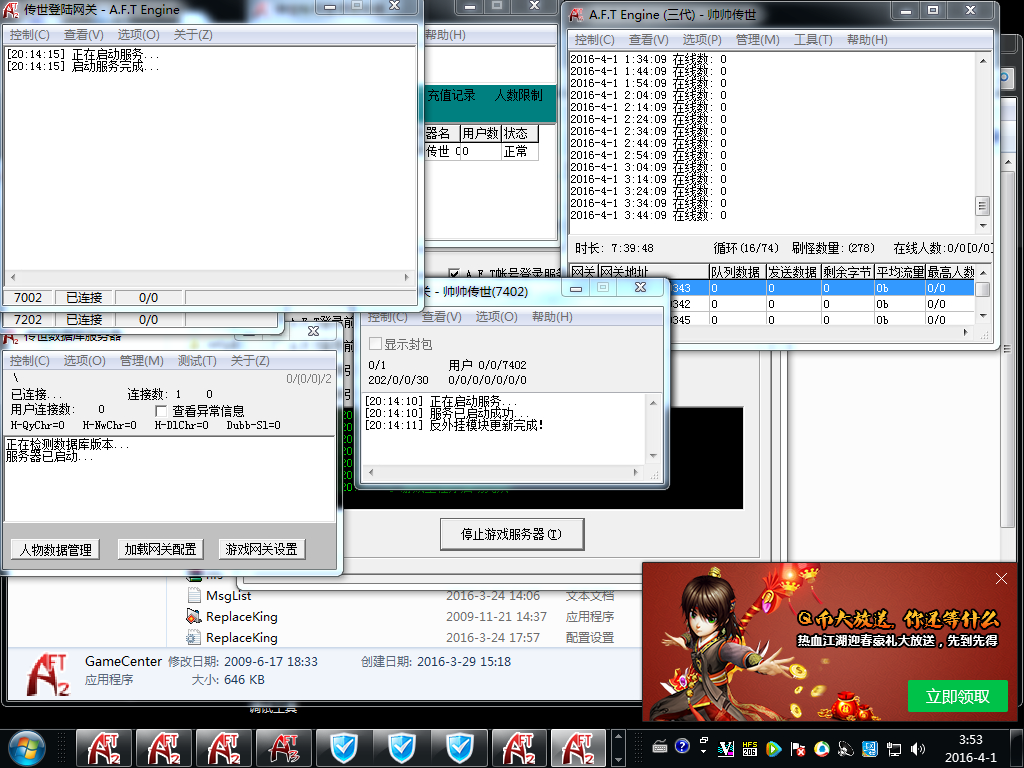 传世登陆网关 - A.F.T Engine
控制(C) 查看(V) 选项(O) 关于(Z)
[20:14:15] 正在启动服务...
[20:14:15] 启动服务完成...
7002 已连接 0/0
7202 已连接 0/0
帮助(H)
充值记录 人数限制
器名 用户数 状态
传世 0 正常
A.F.T Engine (三代) - 帅帅传世
控制(C) 查看(V) 选项(P) 管理(M) 工具(T) 帮助(H)
2016-4-1 1:34:09 在线数: 0
2016-4-1 1:44:09 在线数: 0
2016-4-1 1:54:09 在线数: 0
2016-4-1 2:04:09 在线数: 0
2016-4-1 2:14:09 在线数: 0
2016-4-1 2:24:09 在线数: 0
2016-4-1 2:34:09 在线数: 0
2016-4-1 2:44:09 在线数: 0
2016-4-1 2:54:09 在线数: 0
2016-4-1 3:04:09 在线数: 0
2016-4-1 3:14:09 在线数: 0
2016-4-1 3:24:09 在线数: 0
2016-4-1 3:34:09 在线数: 0
2016-4-1 3:44:09 在线数: 0
时长: 7:39:48 循环(16/74) 刷怪数量:(278) 在线人数:0/0[0/0]
网关 网关地址 队列数据 发送数据 剩余字节 平均流量 最高人数
343 0 0 0 0b 0/0
342 0 0 0 0b 0/0
345 0 0 0 0b 0/0
A.F.T帐号登录服务
关 - 帅帅传世(7402)
控制(C) 查看(V) 选项(O) 帮助(H)
显示封包
0/1 用户 0/0/7402
202/0/0/30 0/0/0/0/0/0/0
[20:14:10] 正在启动服务...
[20:14:10] 服务已启动成功...
[20:14:11] 反外挂模块更新完成!
传世数据库服务器
控制(C) 选项(O) 管理(M) 测试(T) 关于(Z)
\ 0/(0/0)/2
已连接... 连接数: 1 0
用户连接数: 0 查看异常信息
H-QyChr=0 H-NwChr=0 H-DlChr=0 Dubb-Sl=0
正在检测数据库版本...
服务器已启动...
人物数据管理 加载网关配置 游戏网关设置
停止游戏服务器(T)
MsgList 2016-3-24 14:06 文本文档
ReplaceKing 2009-11-21 14:37 应用程序
ReplaceKing 2016-3-24 17:57 配置设置
GameCenter 修改日期: 2009-6-17 18:33 创建日期: 2016-3-29 15:18
应用程序 大小: 646 KB
调试工具
Q币大放送，你还等什么
热血江湖迎春豪礼大放送，先到先得
立即领取
3:53
2016-4-1